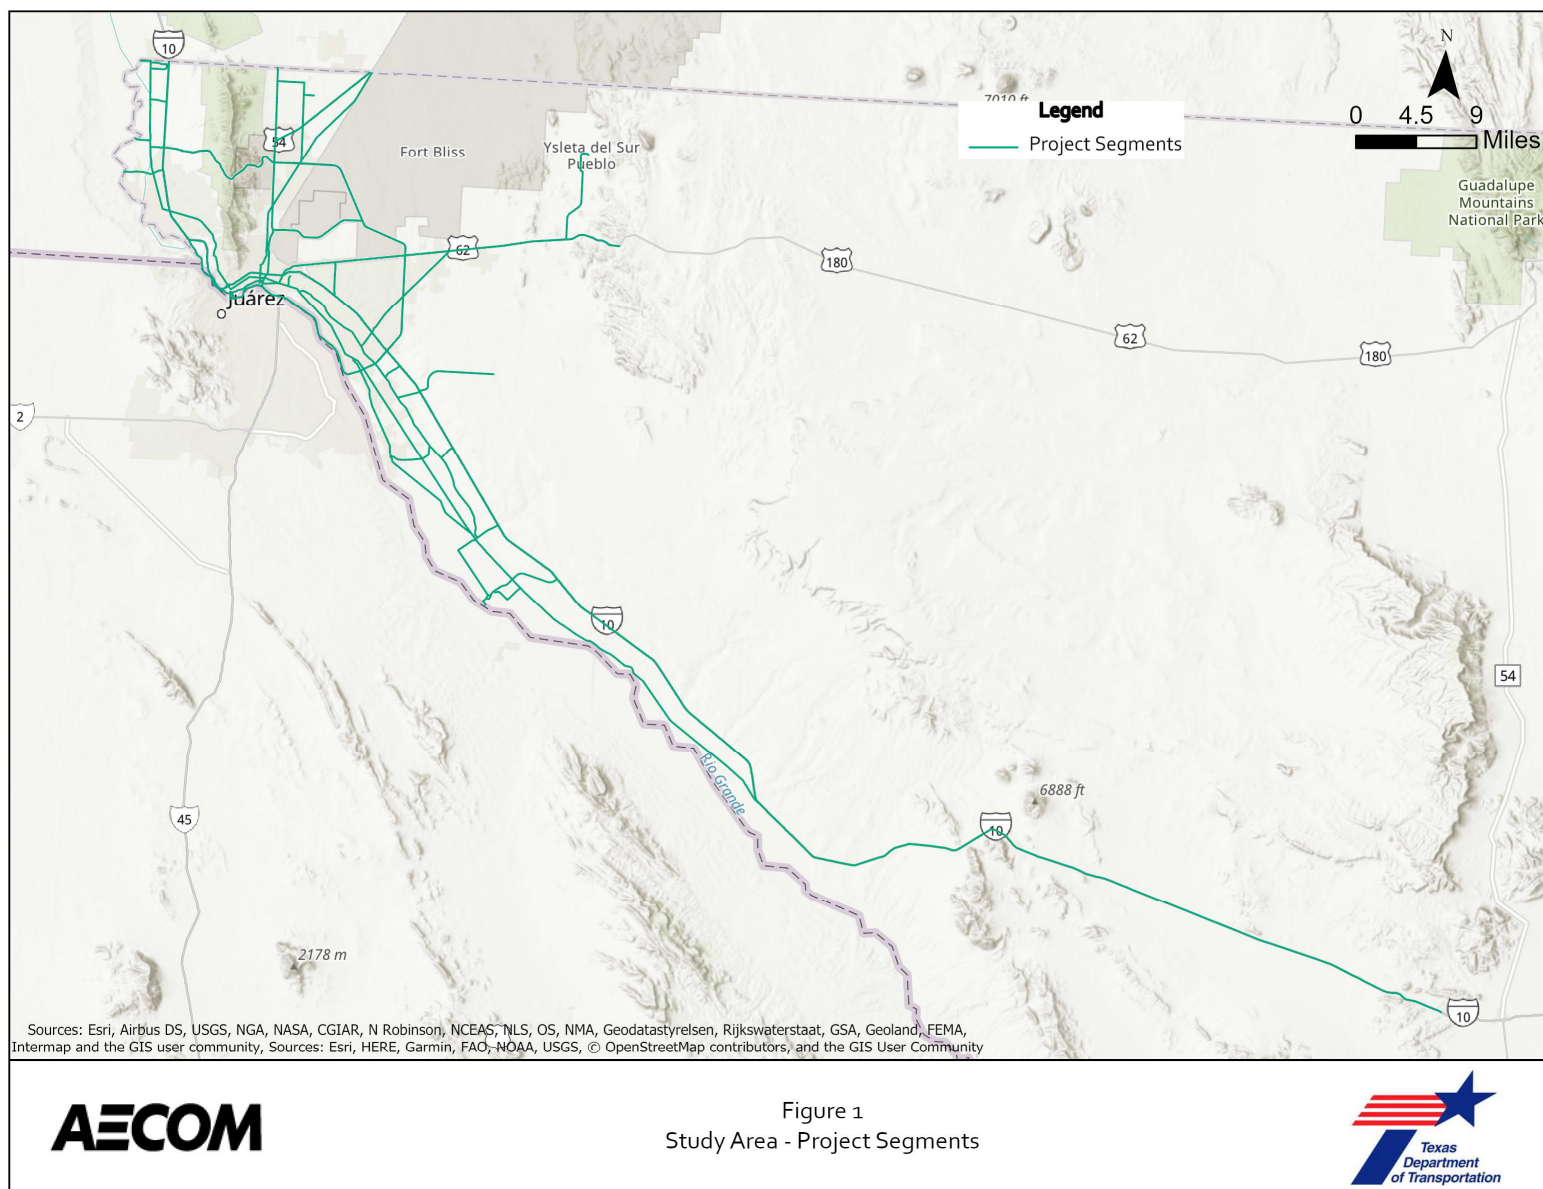 10
N
7010 ft
Legend
Project Segments
0 4.5 9
Miles
54
Fort Bliss
Ysleta del Sur
Pueblo
Guadalupe
Mountains
National Park
62
180
Juárez
62
180
2
10
54
Rio Grande
6888 ft
45
10
2178 m
10
Sources: Esri, Airbus DS, USGS, NGA, NASA, CGIAR, N Robinson, NCEAS, NLS, OS, NMA, Geodatastyrelsen, Rijkswaterstaat, GSA, Geoland, FEMA,
Intermap and the GIS user community, Sources: Esri, HERE, Garmin, FAO, NOAA, USGS, © OpenStreetMap contributors, and the GIS User Community
AECOM
Figure 1
Study Area - Project Segments
Texas
Department
of Transportation